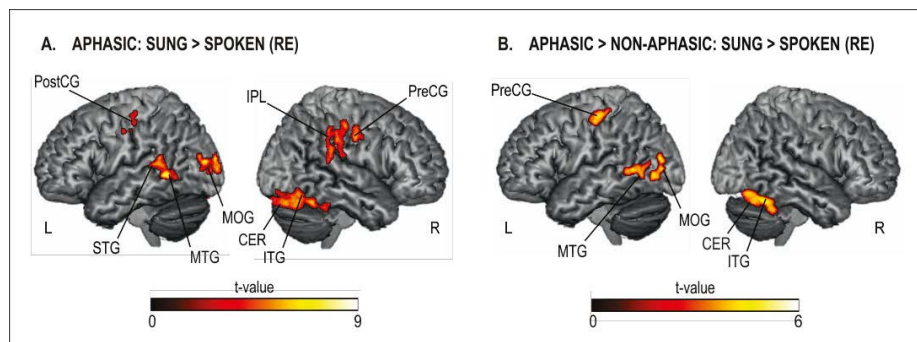 A. APHASIC: SUNG > SPOKEN (RE)
PostCG
IPL
PreCG
L
STG
MTG
MOG
CER
ITG
R
t-value
0 9
B. APHASIC > NON-APHASIC: SUNG > SPOKEN (RE)
PreCG
L
MTG
MOG
CER
ITG
R
t-value
0 6